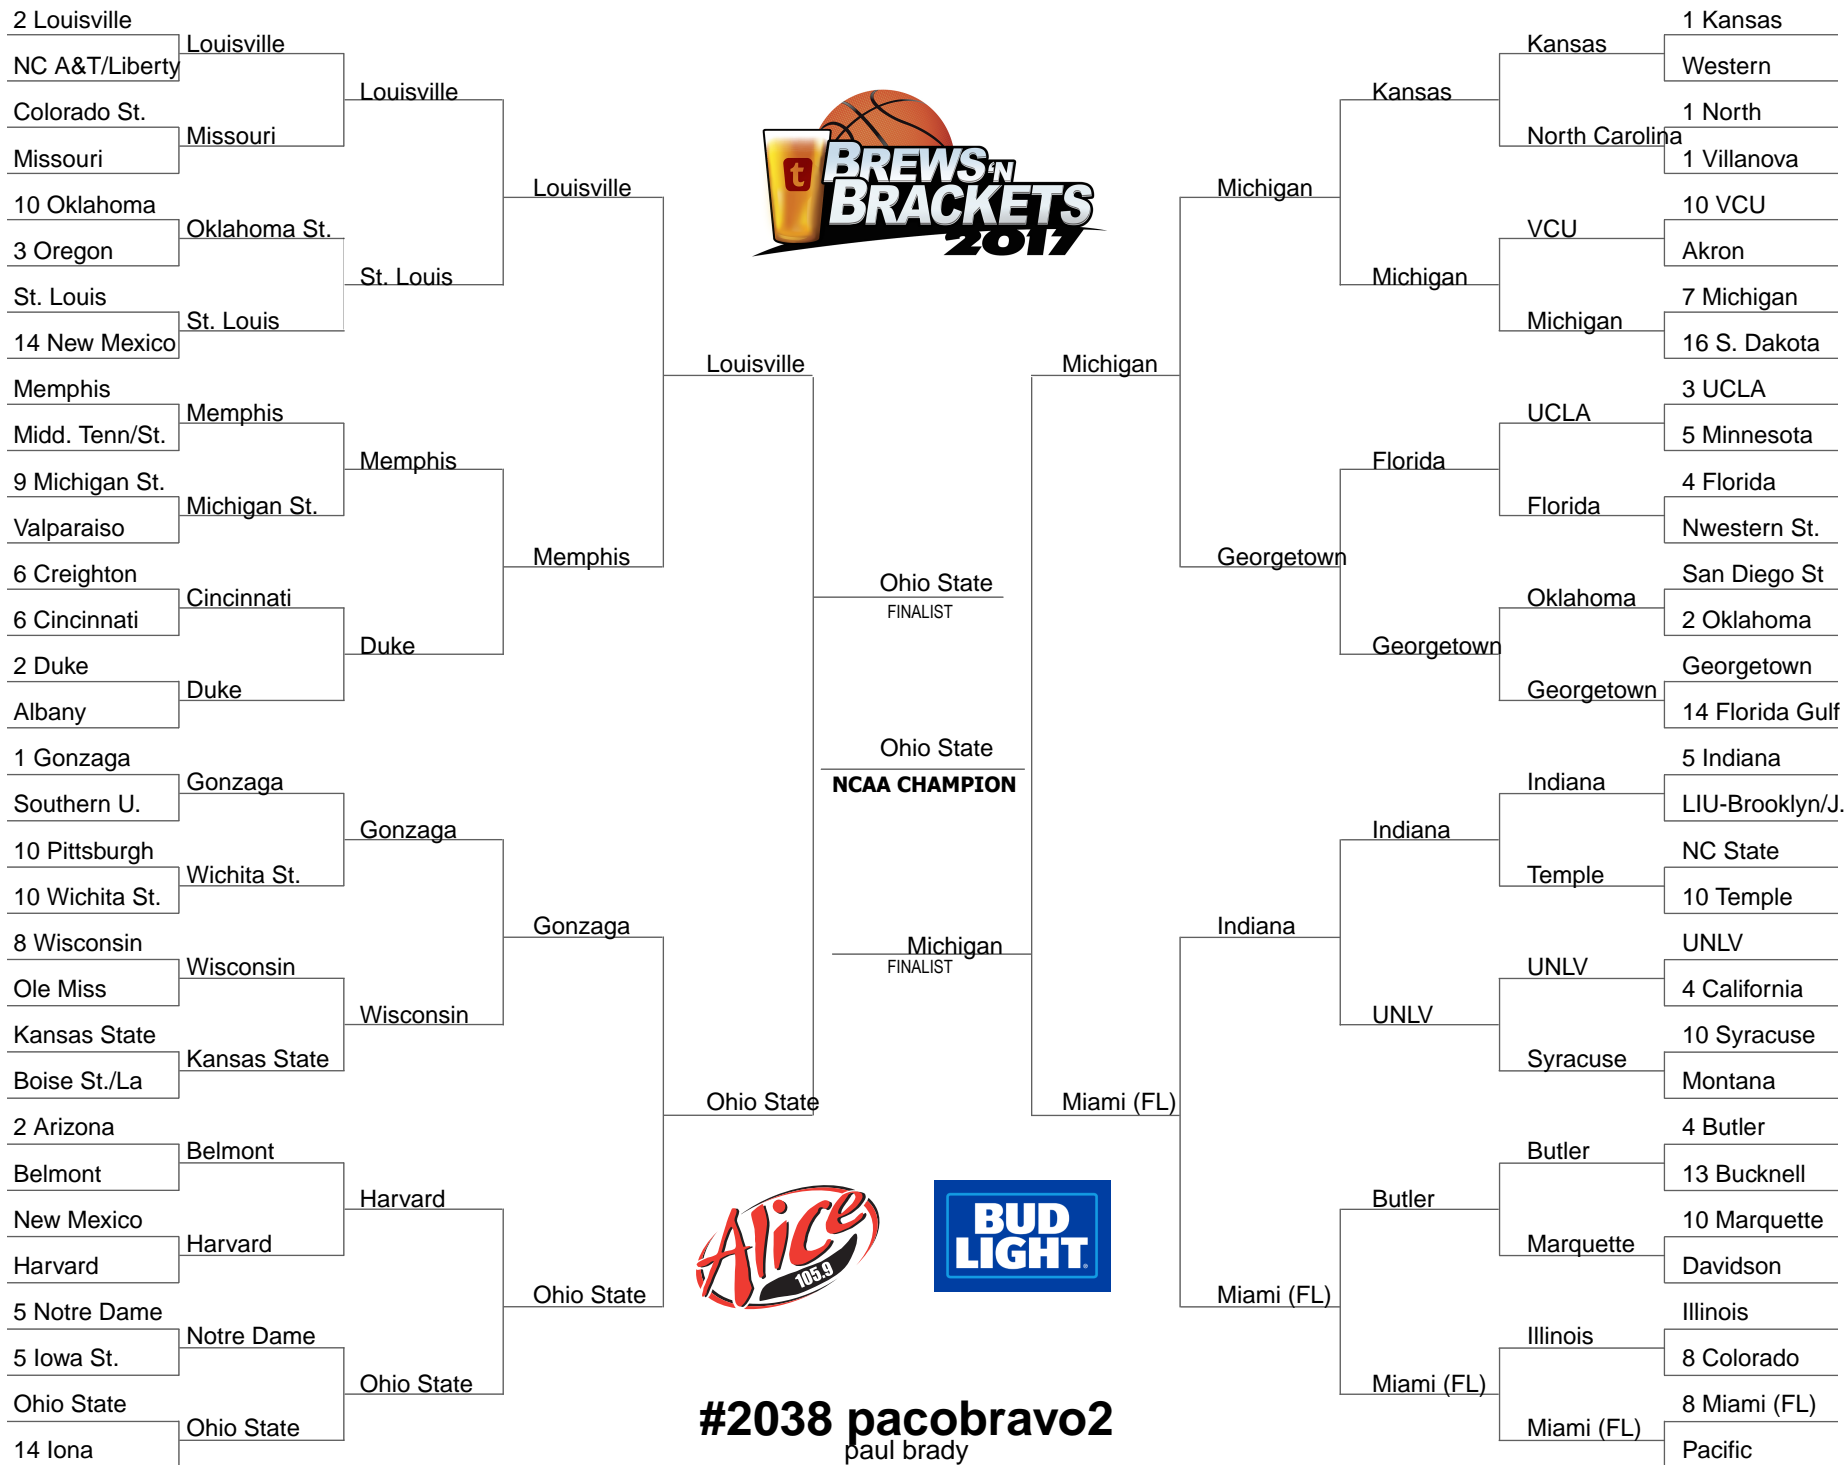 2 Louisville
NC A&T/Liberty
Colorado St.
Missouri
10 Oklahoma
3 Oregon
St. Louis
14 New Mexico
Memphis
Midd. Tenn/St.
9 Michigan St.
Valparaiso
6 Creighton
6 Cincinnati
2 Duke
Albany
1 Gonzaga
Southern U.
10 Pittsburgh
10 Wichita St.
8 Wisconsin
Ole Miss
Kansas State
Boise St./La
2 Arizona
Belmont
New Mexico
Harvard
5 Notre Dame
5 Iowa St.
Ohio State
14 Iona
Louisville
Missouri
Oklahoma St.
St. Louis
Memphis
Michigan St.
Cincinnati
Duke
Gonzaga
Wichita St.
Wisconsin
Kansas State
Belmont
Harvard
Notre Dame
Ohio State
Louisville
St. Louis
Memphis
Duke
Gonzaga
Wisconsin
Harvard
Ohio State
Louisville
Memphis
Gonzaga
Ohio State
Louisville
Ohio State
t
BREWS 'N
BRACKETS
2017
Ohio State
FINALIST
Ohio State
NCAA CHAMPION
Michigan
FINALIST
Alice
105.9
BUD
LIGHT
#2038 pacobravo2
paul brady
Michigan
Miami (FL)
Michigan
Georgetown
Indiana
Miami (FL)
Kansas
Michigan
Florida
Georgetown
Indiana
UNLV
Butler
Miami (FL)
Kansas
North Carolina
VCU
Michigan
UCLA
Florida
Oklahoma
Georgetown
Indiana
Temple
UNLV
Syracuse
Butler
Marquette
Illinois
Miami (FL)
1 Kansas
Western
1 North
1 Villanova
10 VCU
Akron
7 Michigan
16 S. Dakota
3 UCLA
5 Minnesota
4 Florida
Nwestern St.
San Diego St
2 Oklahoma
Georgetown
14 Florida Gulf
5 Indiana
LIU-Brooklyn/J.
NC State
10 Temple
UNLV
4 California
10 Syracuse
Montana
4 Butler
13 Bucknell
10 Marquette
Davidson
Illinois
8 Colorado
8 Miami (FL)
Pacific